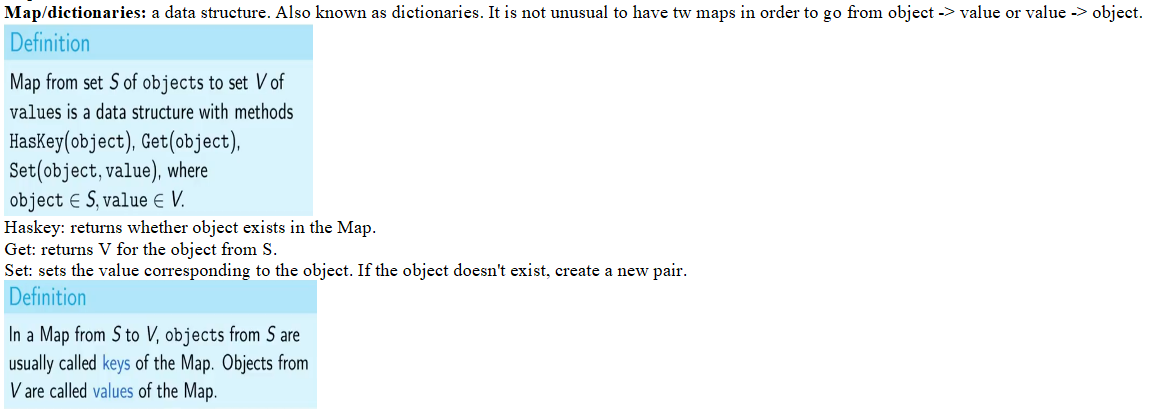 Map/dictionaries: a data structure. Also known as dictionaries. It is not unusual to have tw maps in order to go from object -> value or value -> object.
Definition
Map from set S of objects to set V of
values is a data structure with methods
HasKey(object), Get(object),
Set(object, value), where
object ∈ S, value ∈ V.
Haskey: returns whether object exists in the Map.
Get: returns V for the object from S.
Set: sets the value corresponding to the object. If the object doesn't exist, create a new pair.
Definition
In a Map from S to V, objects from S are
usually called keys of the Map. Objects from
V are called values of the Map.